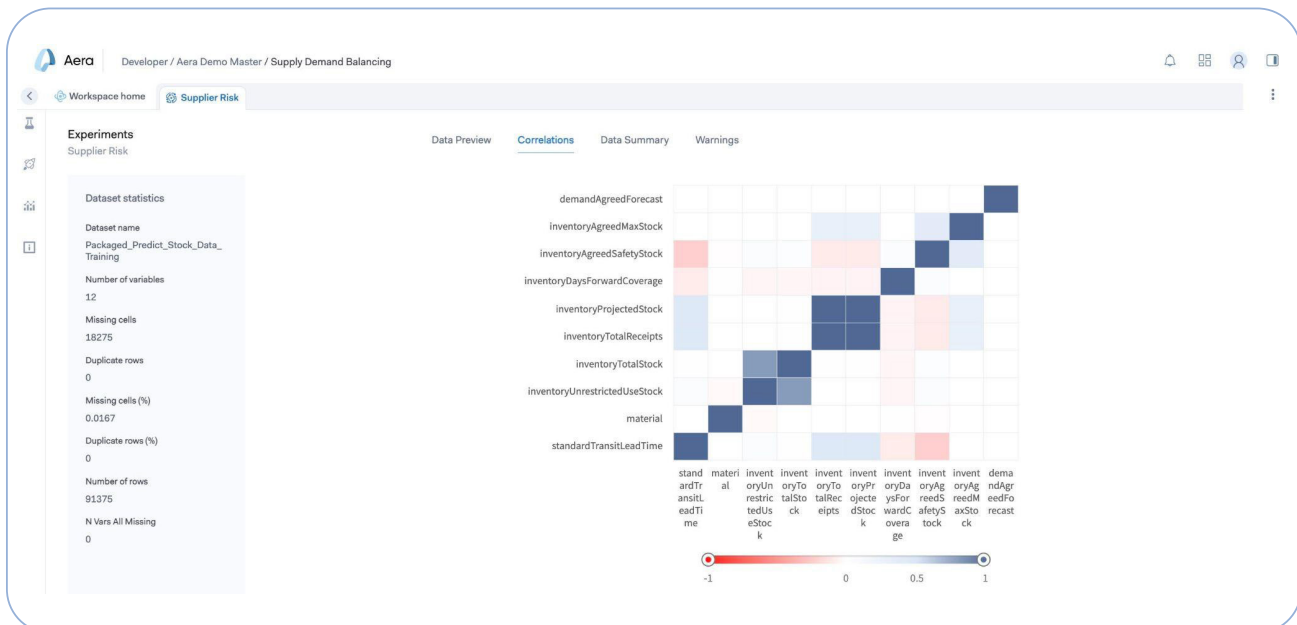 Aera
Developer / Aera Demo Master / Supply Demand Balancing
Workspace home
Supplier Risk
Experiments
Supplier Risk
Data Preview
Correlations
Data Summary
Warnings
Dataset statistics
Dataset name
Packaged_Predict_Stock_Data_
Training
Number of variables
12
Missing cells
18275
Duplicate rows
0
Missing cells (%)
0.0167
Duplicate rows (%)
0
Number of rows
91375
N Vars All Missing
0
demandAgreedForecast
inventoryAgreedMaxStock
inventoryAgreedSafetyStock
inventoryDaysForwardCoverage
inventoryProjectedStock
inventoryTotalReceipts
inventoryTotalStock
inventoryUnrestrictedUseStock
material
standardTransitLeadTime
stand
ardTr
ansitL
eadTi
me
materi
al
invent
oryUn
restric
tedUs
eStoc
k
invent
oryTo
talSto
ck
invent
oryTo
talRec
eipts
invent
oryPr
ojecte
dStoc
k
invent
oryDa
ysFor
wardC
overa
ge
invent
oryAg
reedS
afetyS
tock
invent
oryAg
reedM
axSto
ck
dema
ndAgr
eedFo
recast
-1
0
0.5
1